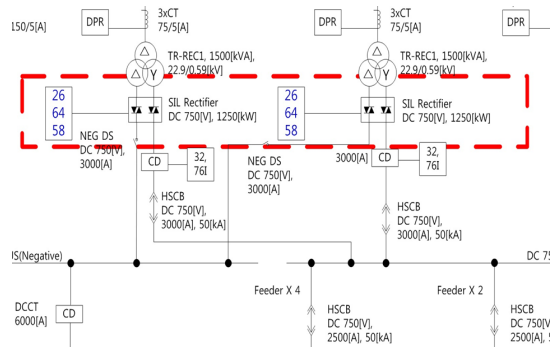 150/5[A]
DPR
3xCT
75/5[A]
DPR
3xCT
75/5[A]
DPR
TR-REC1, 1500[kVA],
22.9/0.59[kV]
TR-REC1, 1500[kVA],
22.9/0.59[kV]
Y
Y
26
64
58
SIL Rectifier
DC 750[V], 1250[kW]
26
64
58
SIL Rectifier
DC 750[V], 1250[kW]
NEG DS
DC 750[V],
3000[A]
CD
32,
76I
NEG DS
DC 750[V],
3000[A]
3000[A]
CD
32,
76I
HSCB
DC 750[V],
3000[A], 50[kA]
HSCB
DC 750[V],
3000[A], 50[kA]
IS(Negative)
DC 75
Feeder X 4
Feeder X 2
DCCT
6000[A]
CD
HSCB
DC 750[V],
2500[A], 50[kA]
HSCB
DC 750[V],
2500[A], 5